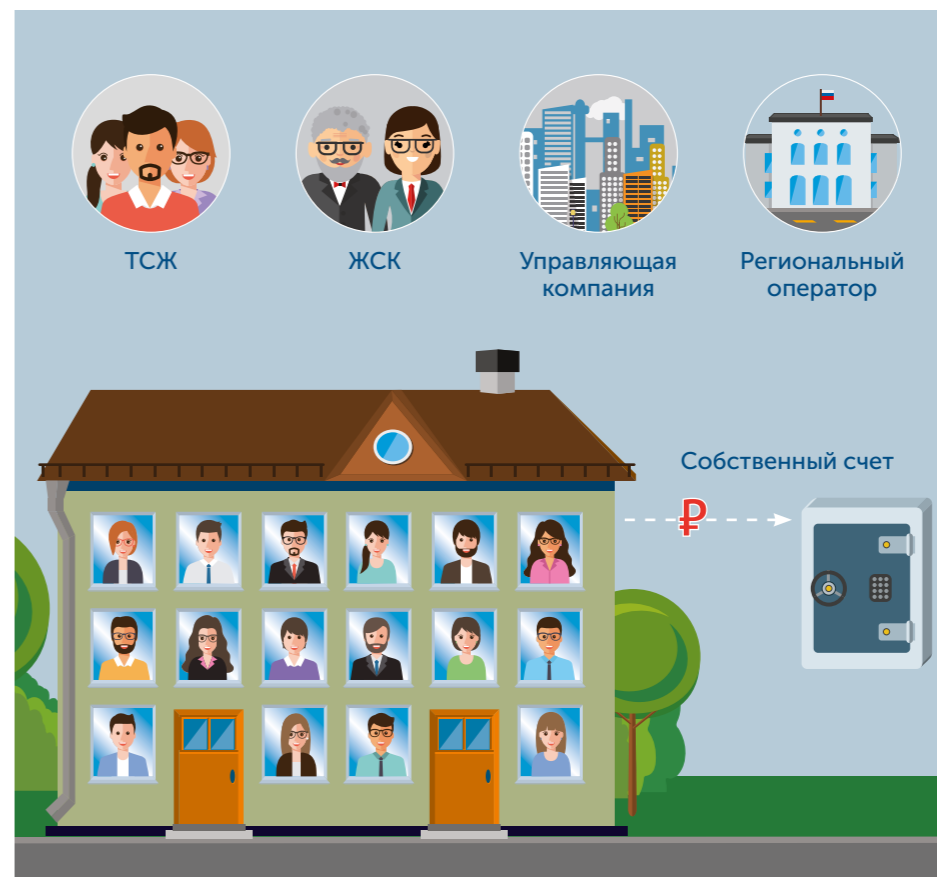 ТСЖ
ЖСК
Управляющая
компания
Региональный
оператор
Собственный счет
₽